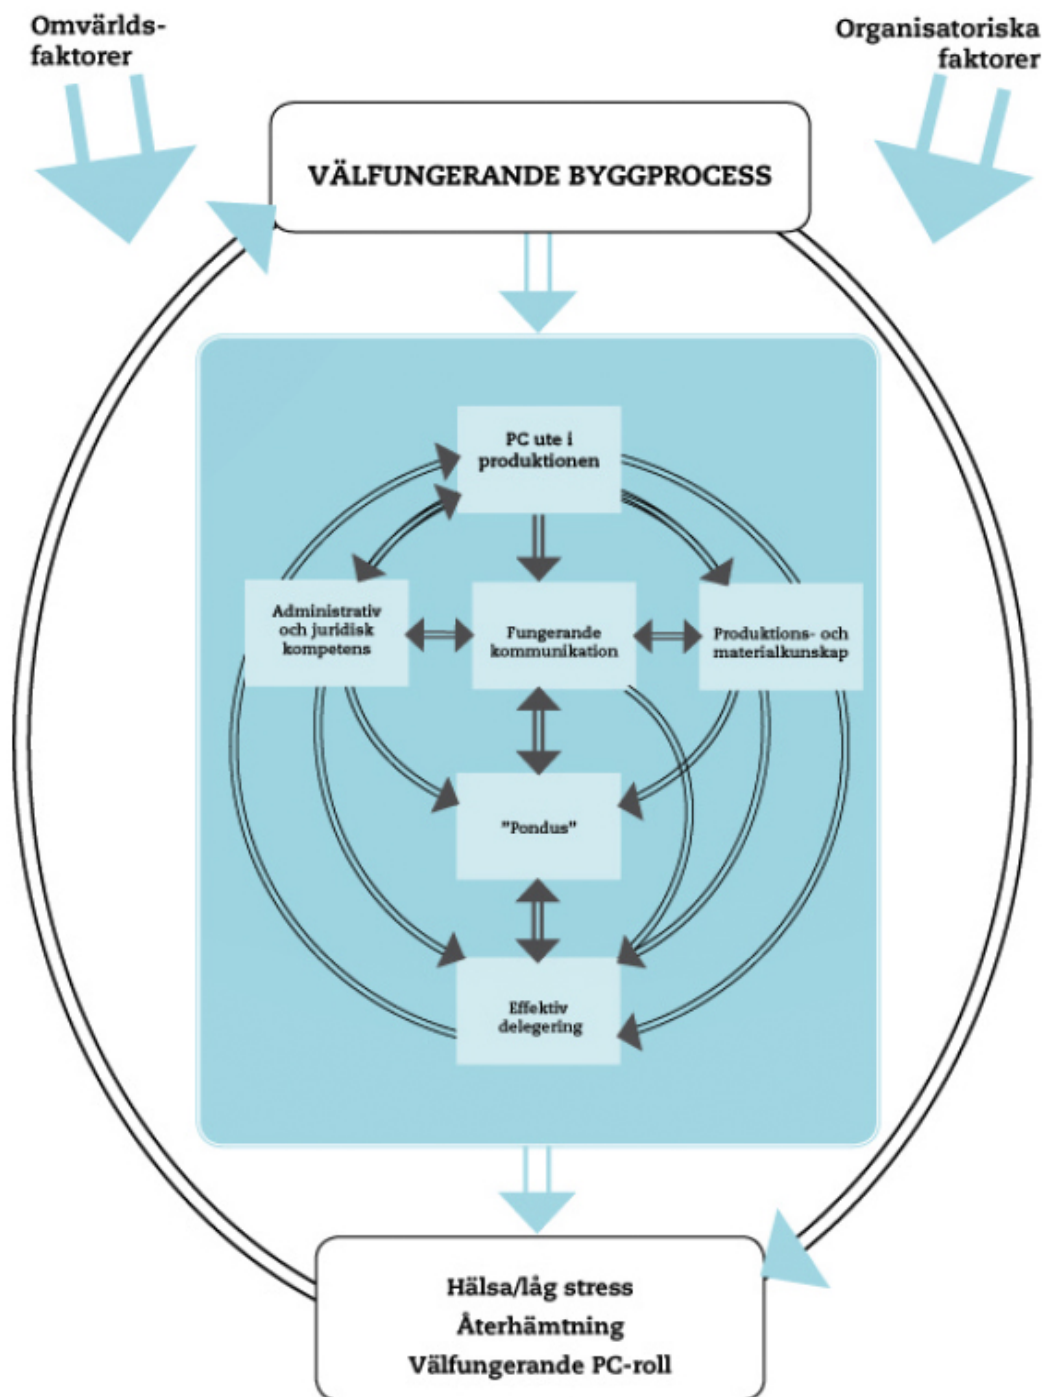 Omvärlds-
faktorer
Organisatoriska
faktorer
VÄLFUNGERANDE BYGGPROCESS
PC ute i
produktionen
Administrativ
och juridisk
kompetens
Fungerande
kommunikation
Produktions- och
materialkunskap
"Pondus"
Effektiv
delegering
Hälsa/låg stress
Återhämtning
Välfungerande PC-roll